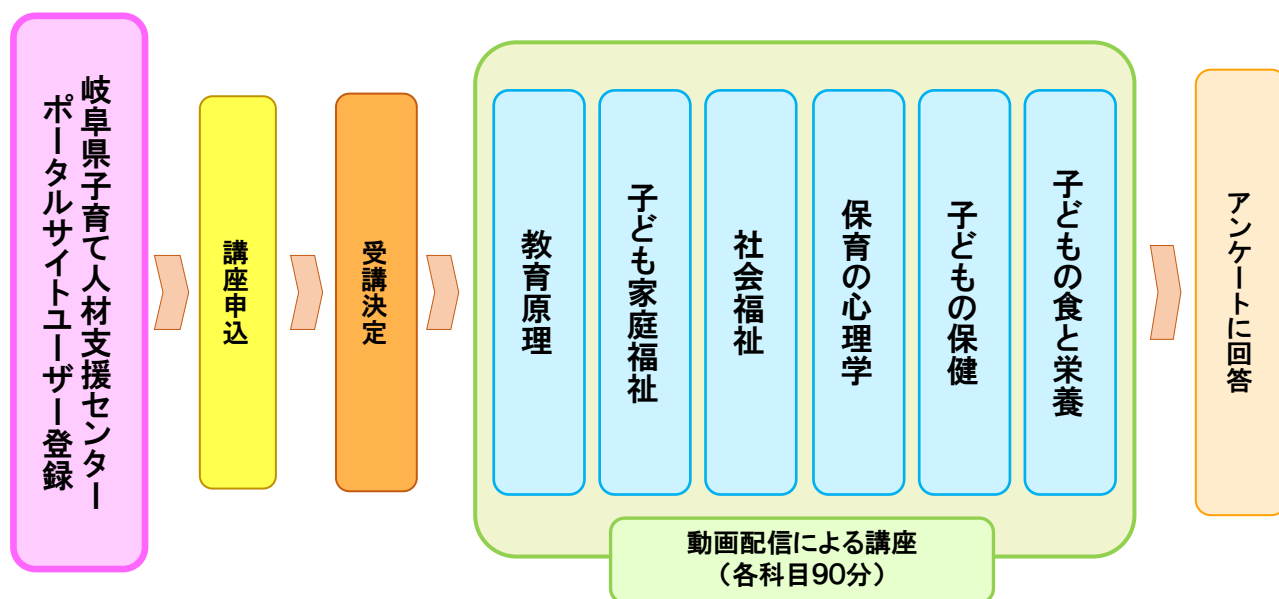 岐阜県子育て人材支援センター
ポータルサイトユーザー登録
講座申込
受講決定
教育原理
子ども家庭福祉
社会福祉
保育の心理学
子どもの保健
子どもの食と栄養
動画配信による講座
（各科目90分）
アンケートに回答